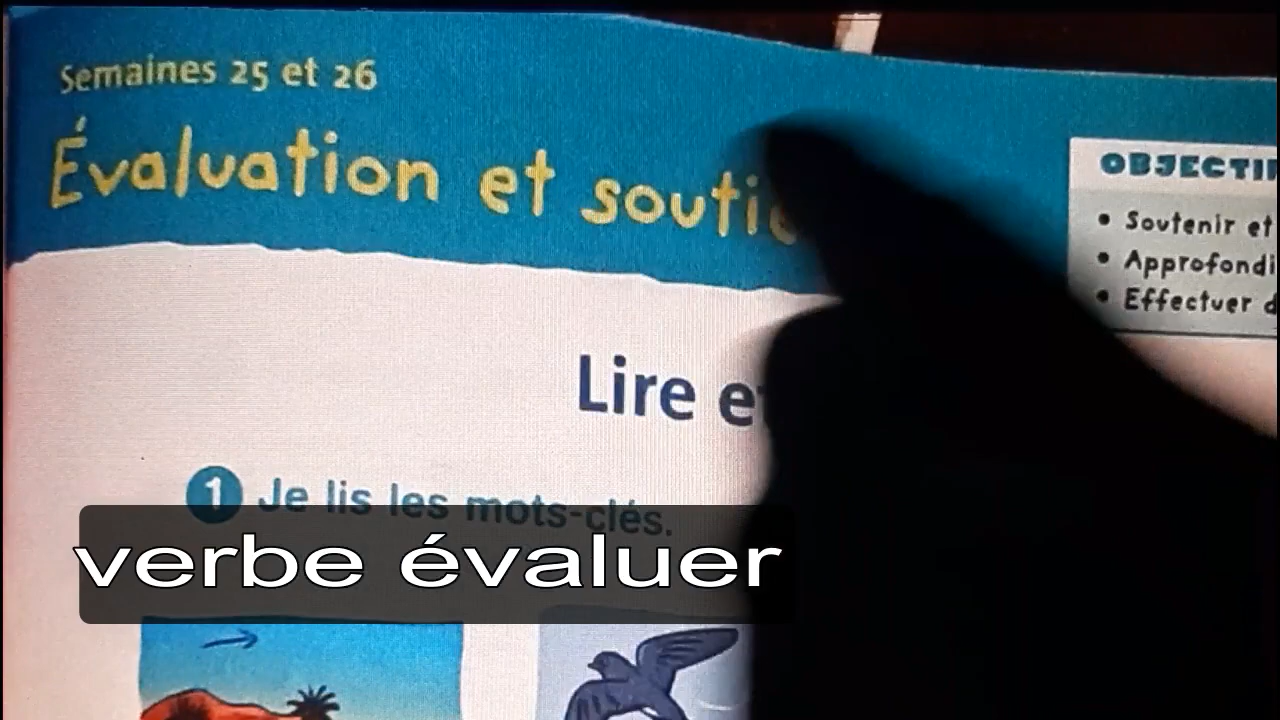 Semaines 25 et 26
Évaluation et
OBJECTI
• Soutenir et
• Approfondi
• Effectuer
Lire
1 Je lis les mots-clés.
verbe évaluer